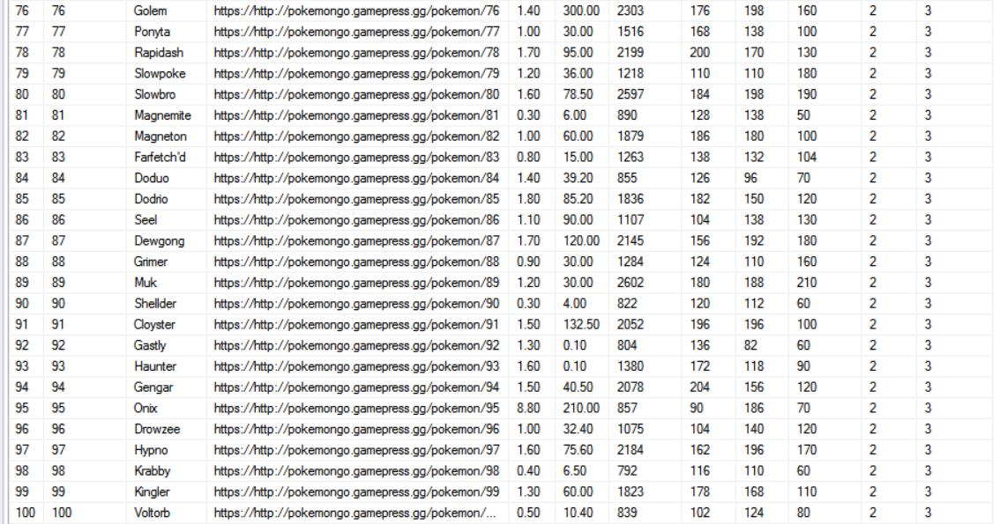 76 76 Golem https://http://pokemongo.gamepress.gg/pokemon/76 1.40 300.00 2303 176 198 160 2 3
77 77 Ponyta https://http://pokemongo.gamepress.gg/pokemon/77 1.00 30.00 1516 168 138 100 2 3
78 78 Rapidash https://http://pokemongo.gamepress.gg/pokemon/78 1.70 95.00 2199 200 170 130 2 3
79 79 Slowpoke https://http://pokemongo.gamepress.gg/pokemon/79 1.20 36.00 1218 110 110 180 2 3
80 80 Slowbro https://http://pokemongo.gamepress.gg/pokemon/80 1.60 78.50 2597 184 198 190 2 3
81 81 Magnemite https://http://pokemongo.gamepress.gg/pokemon/81 0.30 6.00 890 128 138 50 2 3
82 82 Magneton https://http://pokemongo.gamepress.gg/pokemon/82 1.00 60.00 1879 186 180 100 2 3
83 83 Farfetch'd https://http://pokemongo.gamepress.gg/pokemon/83 0.80 15.00 1263 138 132 104 2 3
84 84 Doduo https://http://pokemongo.gamepress.gg/pokemon/84 1.40 39.20 855 126 96 70 2 3
85 85 Dodrio https://http://pokemongo.gamepress.gg/pokemon/85 1.80 85.20 1836 182 150 120 2 3
86 86 Seel https://http://pokemongo.gamepress.gg/pokemon/86 1.10 90.00 1107 104 138 130 2 3
87 87 Dewgong https://http://pokemongo.gamepress.gg/pokemon/87 1.70 120.00 2145 156 192 180 2 3
88 88 Grimer https://http://pokemongo.gamepress.gg/pokemon/88 0.90 30.00 1284 124 110 160 2 3
89 89 Muk https://http://pokemongo.gamepress.gg/pokemon/89 1.20 30.00 2602 180 188 210 2 3
90 90 Shellder https://http://pokemongo.gamepress.gg/pokemon/90 0.30 4.00 822 120 112 60 2 3
91 91 Cloyster https://http://pokemongo.gamepress.gg/pokemon/91 1.50 132.50 2052 196 196 100 2 3
92 92 Gastly https://http://pokemongo.gamepress.gg/pokemon/92 1.30 0.10 804 136 82 60 2 3
93 93 Haunter https://http://pokemongo.gamepress.gg/pokemon/93 1.60 0.10 1380 172 118 90 2 3
94 94 Gengar https://http://pokemongo.gamepress.gg/pokemon/94 1.50 40.50 2078 204 156 120 2 3
95 95 Onix https://http://pokemongo.gamepress.gg/pokemon/95 8.80 210.00 857 90 186 70 2 3
96 96 Drowzee https://http://pokemongo.gamepress.gg/pokemon/96 1.00 32.40 1075 104 140 120 2 3
97 97 Hypno https://http://pokemongo.gamepress.gg/pokemon/97 1.60 75.60 2184 162 196 170 2 3
98 98 Krabby https://http://pokemongo.gamepress.gg/pokemon/98 0.40 6.50 792 116 110 60 2 3
99 99 Kingler https://http://pokemongo.gamepress.gg/pokemon/99 1.30 60.00 1823 178 168 110 2 3
100 100 Voltorb https://http://pokemongo.gamepress.gg/pokemon/... 0.50 10.40 839 102 124 80 2 3